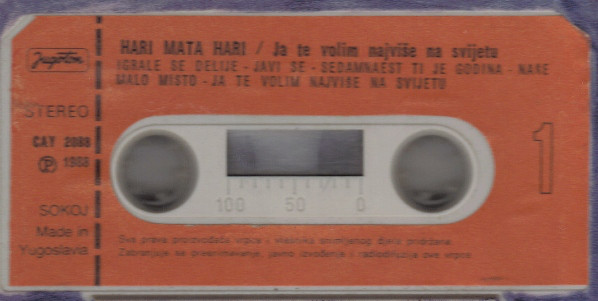 Jugoton
HARI MATA HARI / Ja te volim najviše na svijetu
IGRALE SE DELIJE - JAVI SE - SEDAMNAEST TI JE GODINA - NAŠE
MALO MISTO - JA TE VOLIM NAJVIŠE NA SVIJETU
STEREO
CAY 2088
℗ 1988
1
100 50 0
SOKOJ
Made in
Yugoslavia
Sva prava proizvođača vrpce i vlasnika snimljenog djela pridržana.
Zabranjuje se presnimavanje, javno izvođenje i radiodifuzija ove vrpce.